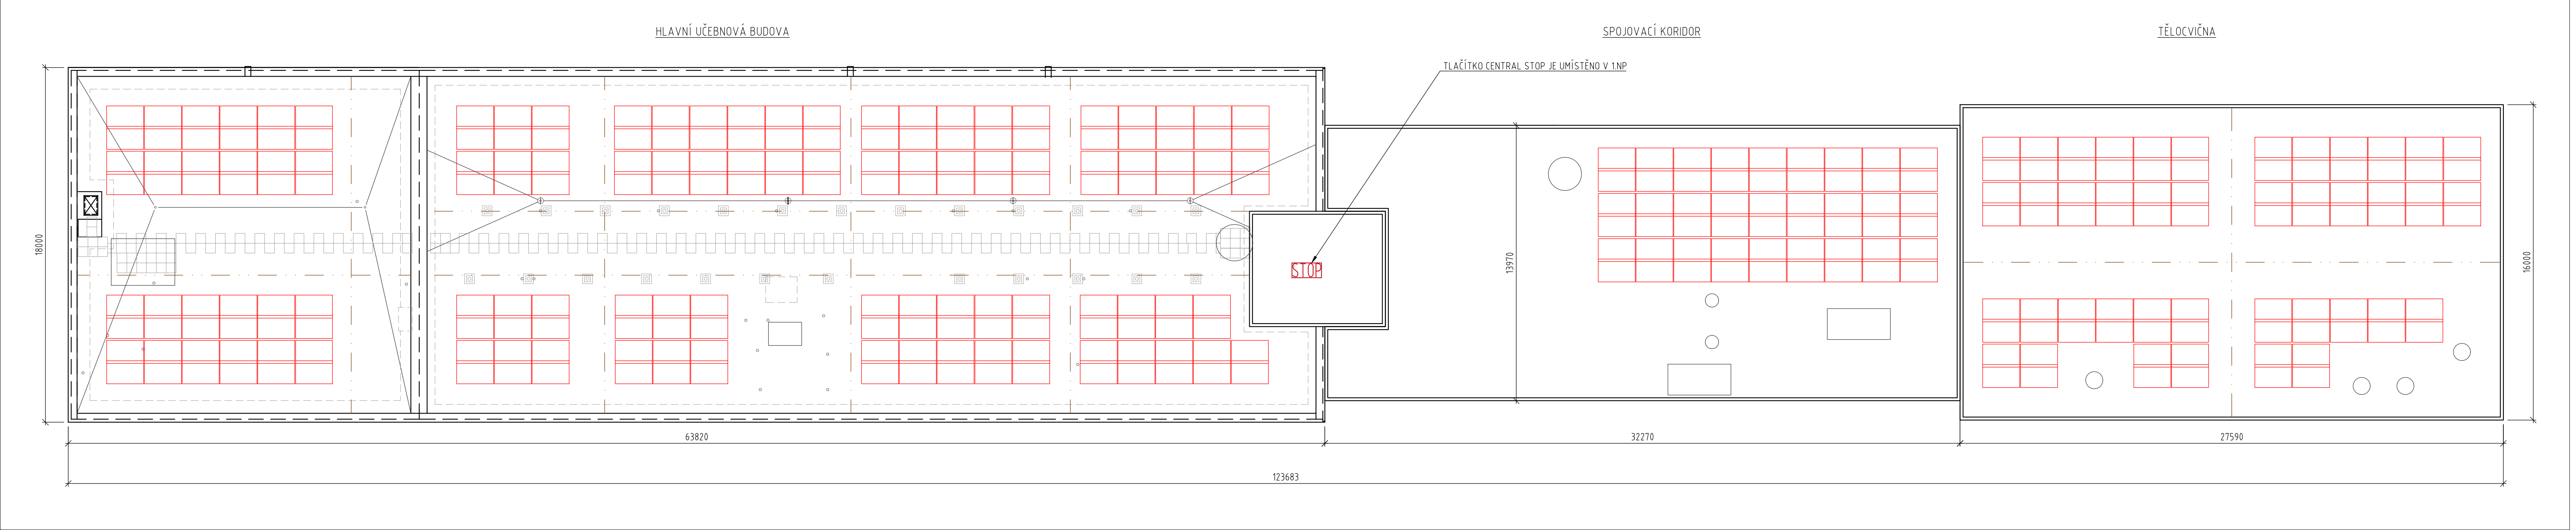 HLAVNÍ UČEBNOVÁ BUDOVA
SPOJOVACÍ KORIDOR
TĚLOCVIČNA
TLAČÍTKO CENTRAL STOP JE UMÍSTĚNO V 1.NP
18000
13970
16000
STOP
63820
32270
27590
123683